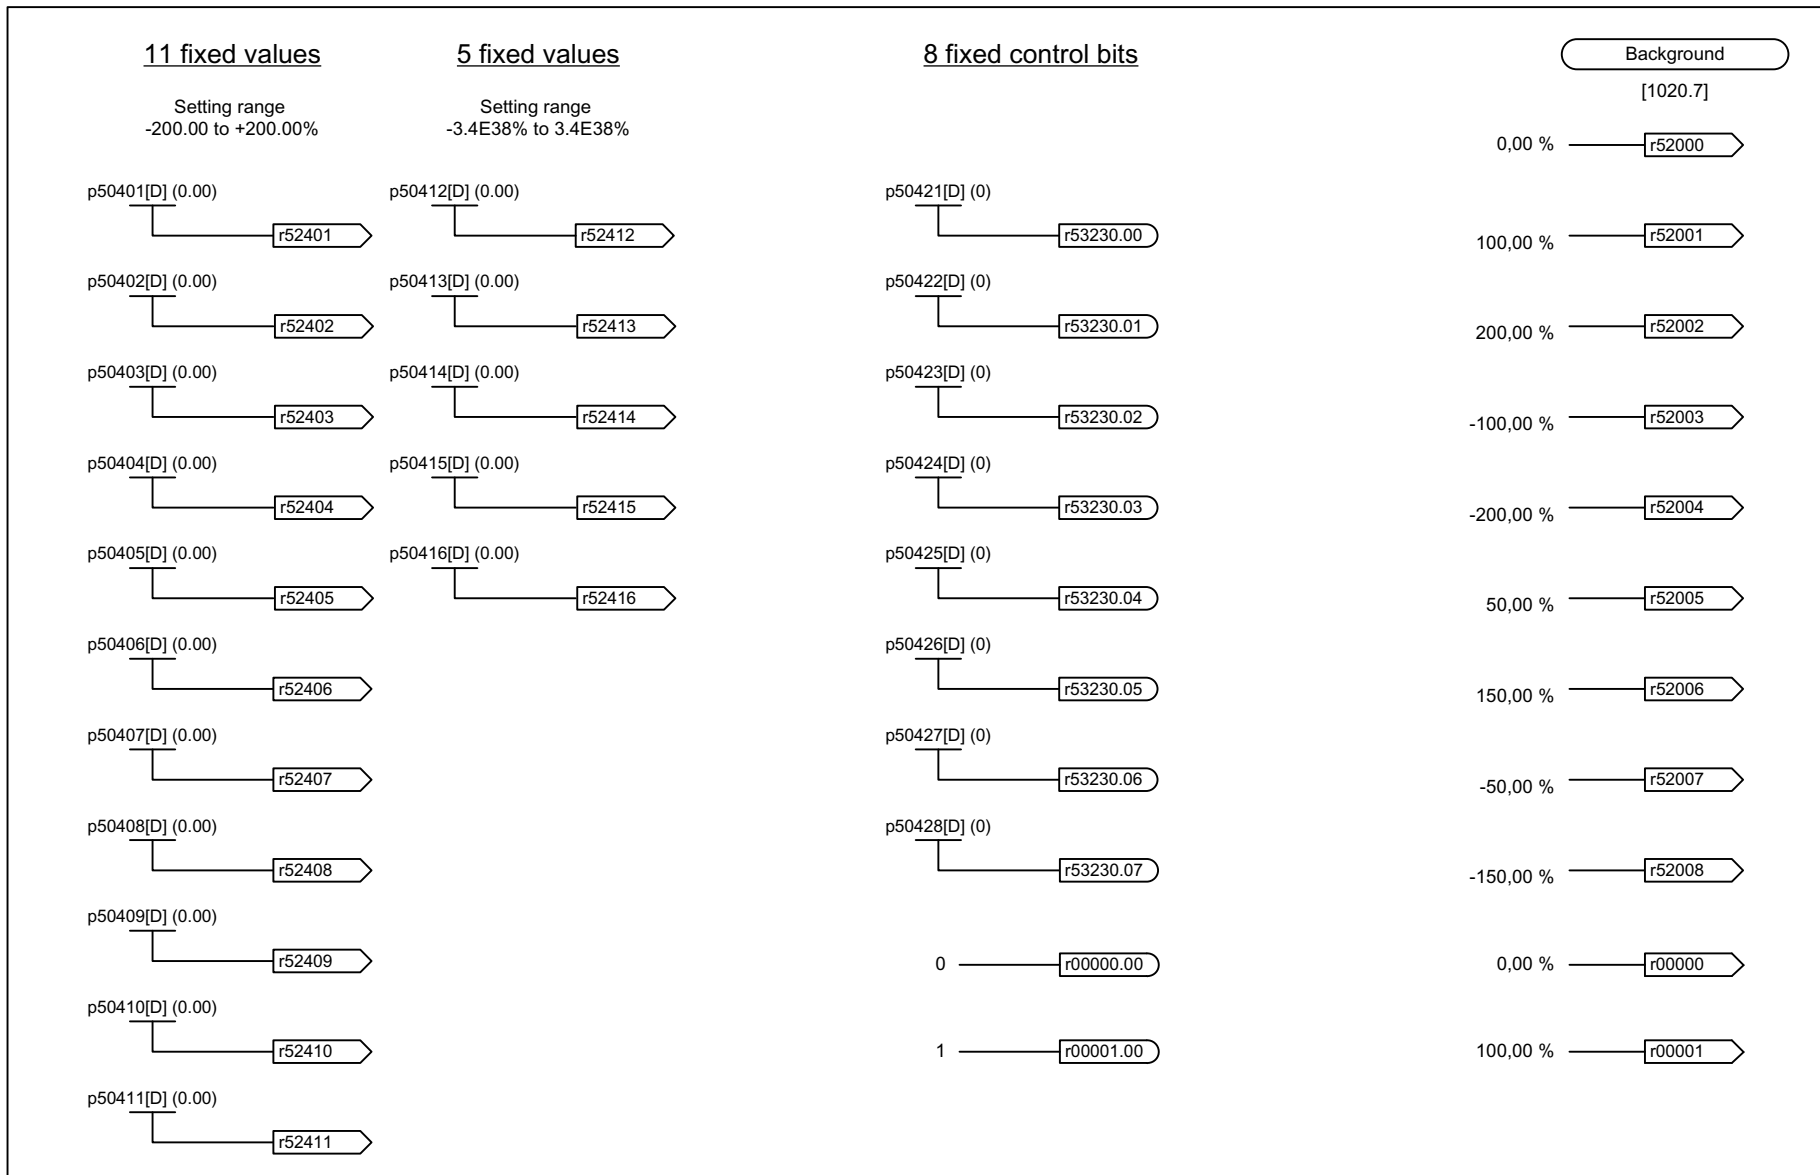 11 fixed values
Setting range
-200.00 to +200.00%
p50401[D] (0.00)
r52401
p50402[D] (0.00)
r52402
p50403[D] (0.00)
r52403
p50404[D] (0.00)
r52404
p50405[D] (0.00)
r52405
p50406[D] (0.00)
r52406
p50407[D] (0.00)
r52407
p50408[D] (0.00)
r52408
p50409[D] (0.00)
r52409
p50410[D] (0.00)
r52410
p50411[D] (0.00)
r52411
5 fixed values
Setting range
-3.4E38% to 3.4E38%
p50412[D] (0.00)
r52412
p50413[D] (0.00)
r52413
p50414[D] (0.00)
r52414
p50415[D] (0.00)
r52415
p50416[D] (0.00)
r52416
8 fixed control bits
p50421[D] (0)
r53230.00
p50422[D] (0)
r53230.01
p50423[D] (0)
r53230.02
p50424[D] (0)
r53230.03
p50425[D] (0)
r53230.04
p50426[D] (0)
r53230.05
p50427[D] (0)
r53230.06
p50428[D] (0)
r53230.07
0 r00000.00
1 r00001.00
Background
[1020.7]
0,00 % r52000
100,00 % r52001
200,00 % r52002
-100,00 % r52003
-200,00 % r52004
50,00 % r52005
150,00 % r52006
-50,00 % r52007
-150,00 % r52008
0,00 % r00000
100,00 % r00001